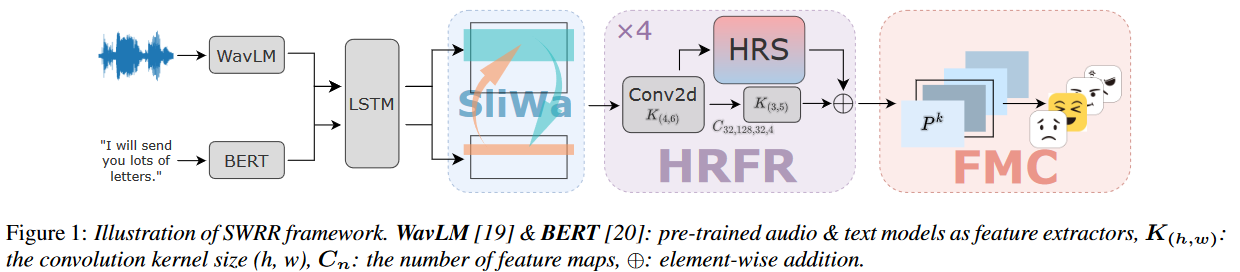 WavLM
"I will send
you lots of
letters."
BERT
LSTM
SliWa
×4
Conv2d
K(4,6)
HRS
K(3,5)
C32,128,32,4
⊕
HRFR
P^k
FMC
Figure 1: Illustration of SWRR framework. WavLM [19] & BERT [20]: pre-trained audio & text models as feature extractors, K(h,w):
the convolution kernel size (h, w), Cn: the number of feature maps, ⊕: element-wise addition.